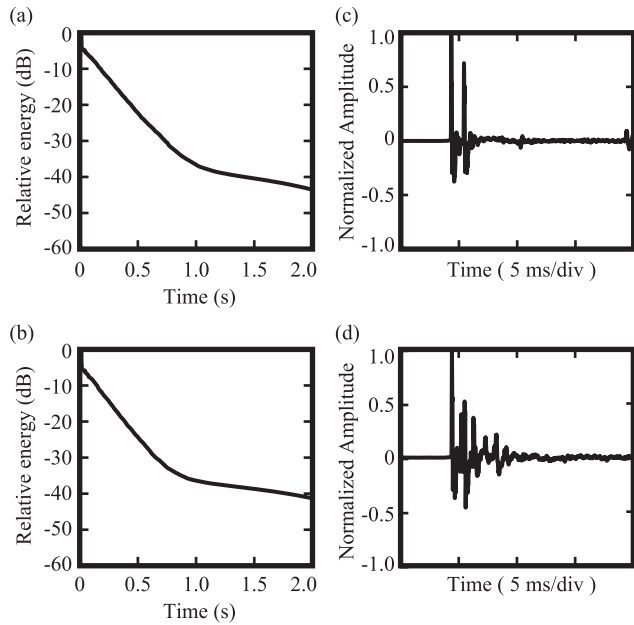 (a)
0
-10
-20
-30
-40
-50
-60
Relative energy (dB)
0 0.5 1.0 1.5 2.0
Time (s)
(c)
1.0
0.5
0
-0.5
-1.0
Normalized Amplitude
Time ( 5 ms/div )
(b)
0
-10
-20
-30
-40
-50
-60
Relative energy (dB)
0 0.5 1.0 1.5 2.0
Time (s)
(d)
1.0
0.5
0
-0.5
-1.0
Normalized Amplitude
Time ( 5 ms/div )